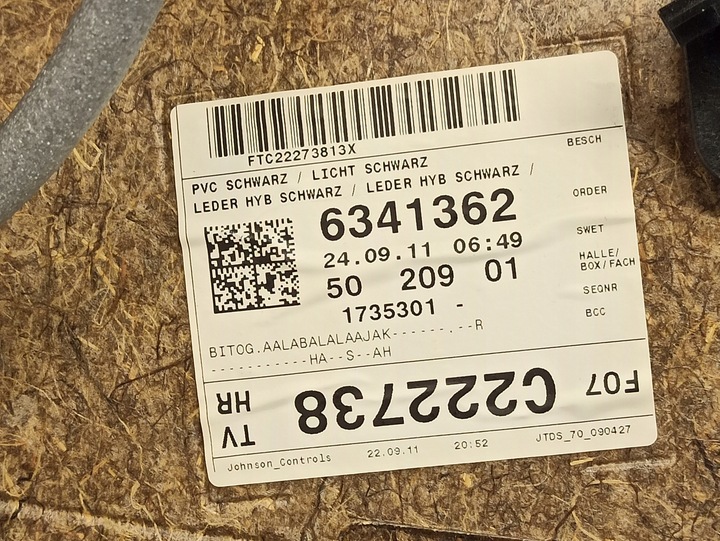 FTC22273813X
BESCH
PVC SCHWARZ / LICHT SCHWARZ
LEDER HYB SCHWARZ / LEDER HYB SCHWARZ /
6341362 ORDER
24.09.11 06:49 SWET
50 209 01 HALLE/
BOX/FACH
1735301 - SEQNR
BCC
BITOG.AALABALALAAJAK------.--R
-----------HA--S--AH
F07 C222738 TV
HR
Johnson_Controls 22.09.11 20:52 JTDS_70_090427